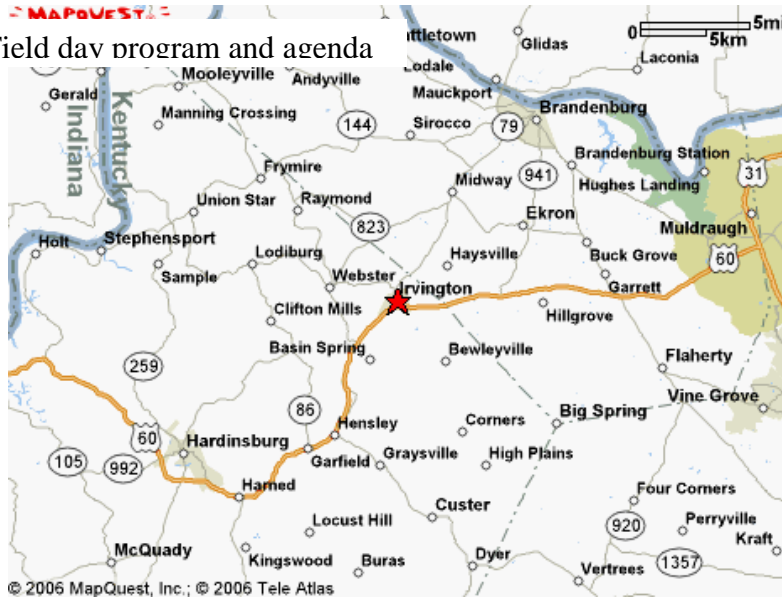 MAPQUEST
Field day program and agenda
ttletown
Glidas
0 5mi
5km
Laconia
Lodale
Mooleyville
Andyville
Mauckport
Gerald
Kentucky
Indiana
Manning Crossing
144
Sirocco
79
Brandenburg
Frymire
Midway
941
Brandenburg Station
Hughes Landing
31
Union Star
Raymond
823
Ekron
Muldraugh
Holt
Stephensport
Sample
Lodiburg
Webster
Haysville
Buck Grove
60
Irvington
Garrett
Clifton Mills
Hillgrove
Basin Spring
Bewleyville
Flaherty
259
86
Vine Grove
60
Hensley
Corners
Big Spring
Hardinsburg
105
992
Garfield
Graysville
High Plains
Harned
Custer
Four Corners
Locust Hill
920
Perryville
McQuady
Kingswood
Buras
Dyer
Vertrees
1357
Kraft
© 2006 MapQuest, Inc.; © 2006 Tele Atlas